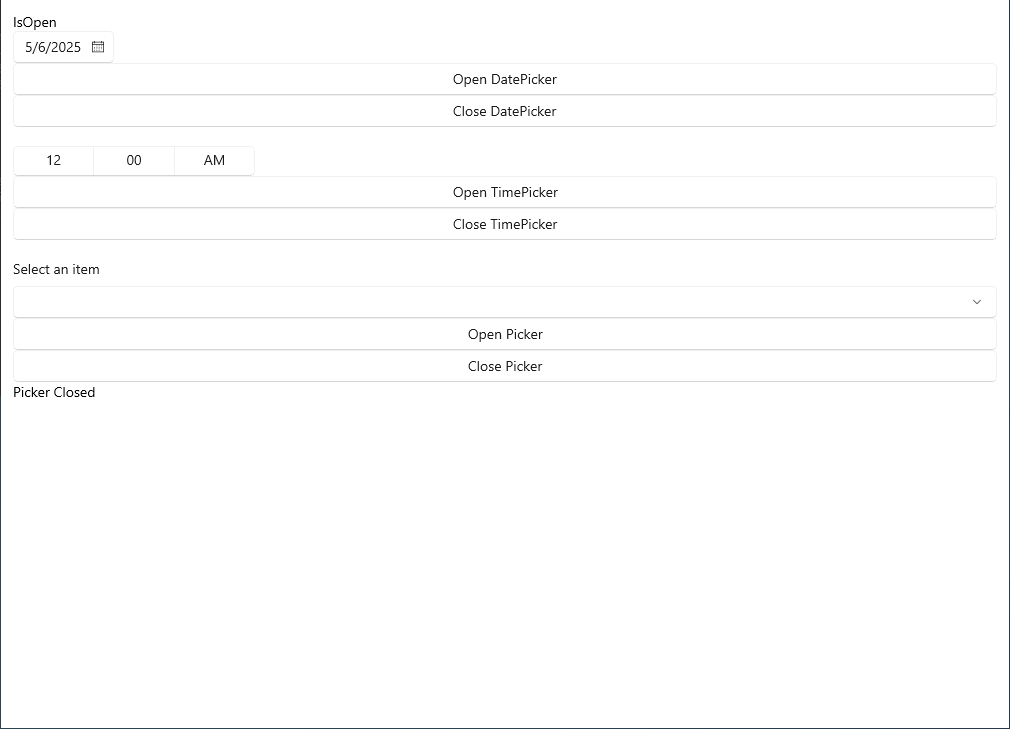 IsOpen
5/6/2025
Open DatePicker
Close DatePicker
12 00 AM
Open TimePicker
Close TimePicker
Select an item
Open Picker
Close Picker
Picker Closed